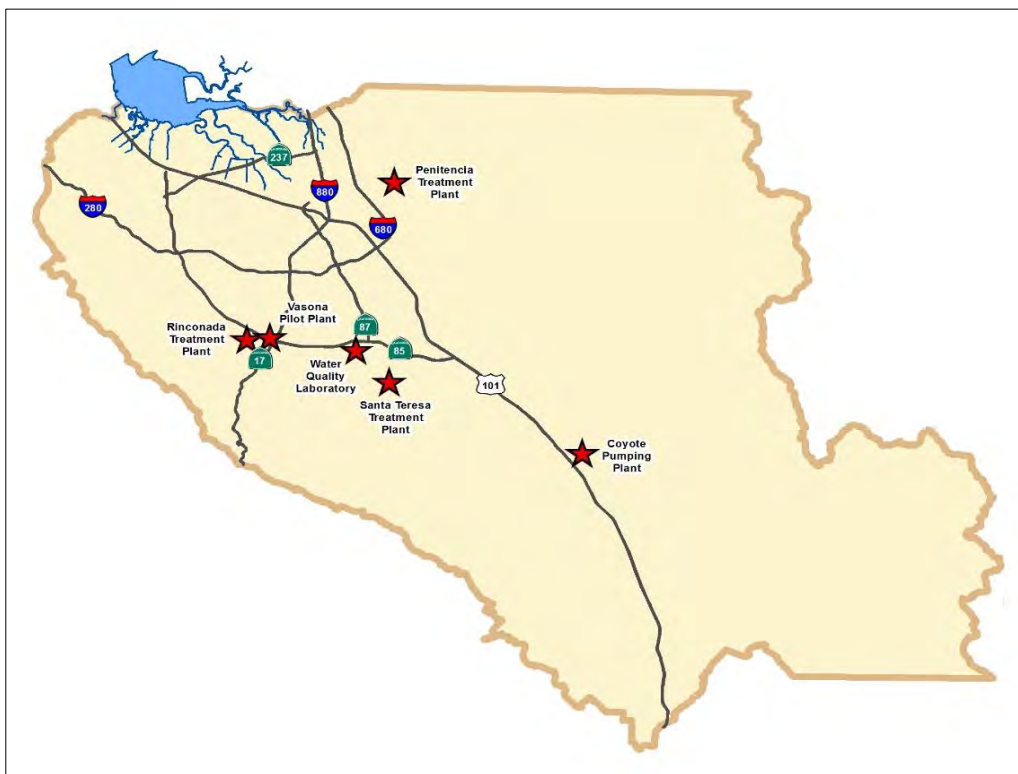 237
Penitencia
Treatment
Plant
880
280
680
Vasona
Pilot Plant
Rinconada
Treatment
Plant
87
17
85
Water
Quality
Laboratory
101
Santa Teresa
Treatment
Plant
Coyote
Pumping
Plant